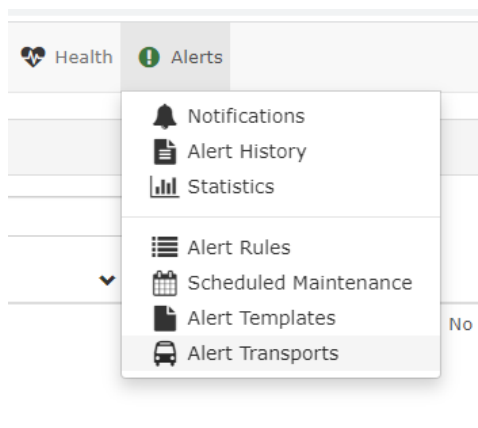 Health Alerts
Notifications
Alert History
Statistics
Alert Rules
Scheduled Maintenance
Alert Templates
No
Alert Transports